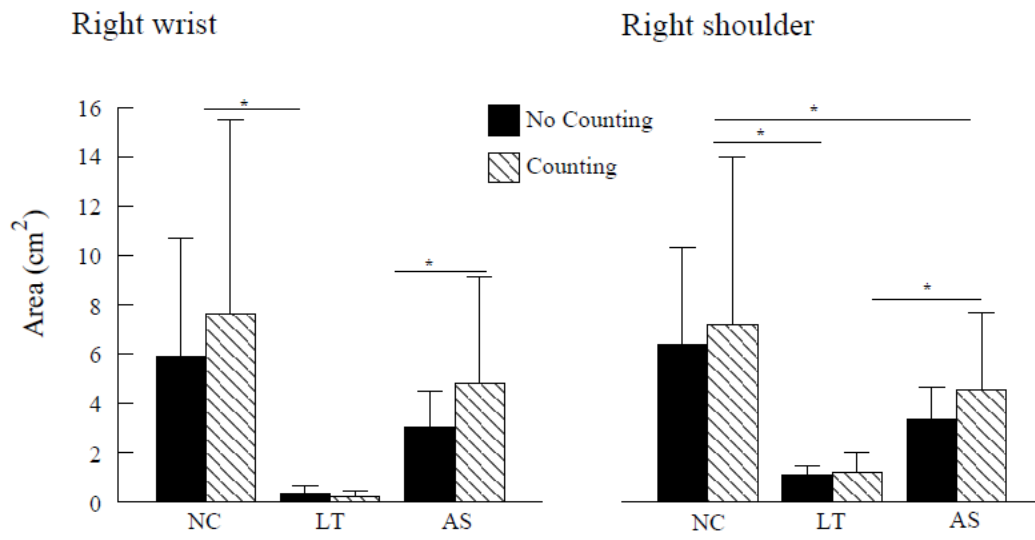 Right wrist
Right shoulder
Area (cm²)
16
14
12
10
8
6
4
2
0
*
*
No Counting
Counting
*
*
*
NC
LT
AS
NC
LT
AS